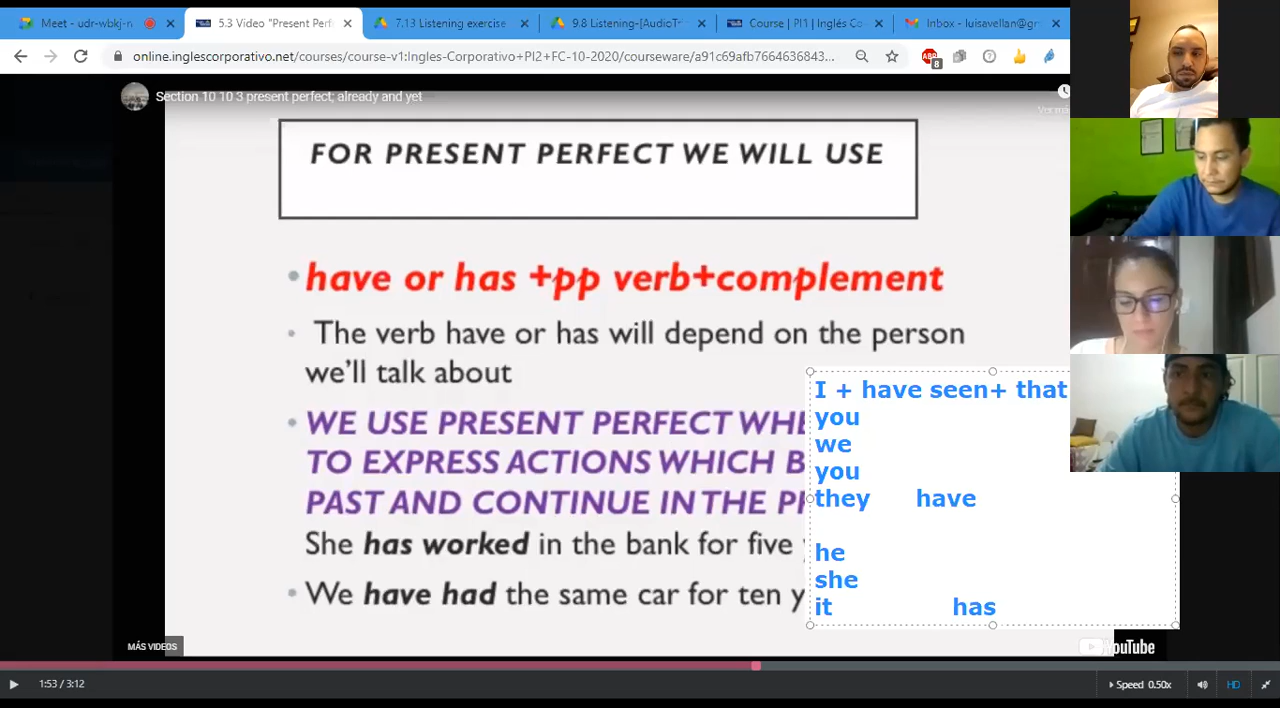 Meet - udr-wbkj-n
5.3 Video "Present Perf
7.13 Listening exercise
9.8 Listening-[AudioTr
Course | PI1 | Inglés Co
Inbox - luisavellan@gm
online.inglescorporativo.net/courses/course-v1:Ingles-Corporativo+PI2+FC-10-2020/courseware/a91c69afb7664636843...
8
Section 10 10 3 present perfect; already and yet
Ver má
FOR PRESENT PERFECT WE WILL USE
• have or has +pp verb+complement
• The verb have or has will depend on the person
we'll talk about
• WE USE PRESENT PERFECT WHE
TO EXPRESS ACTIONS WHICH B
PAST AND CONTINUE IN THE PR
She has worked in the bank for five
• We have had the same car for ten y
I + have seen+ that
you
we
you
they have
he
she
it has
MÁS VIDEOS
YouTube
1:53 / 3:12
Speed 0.50x
HD